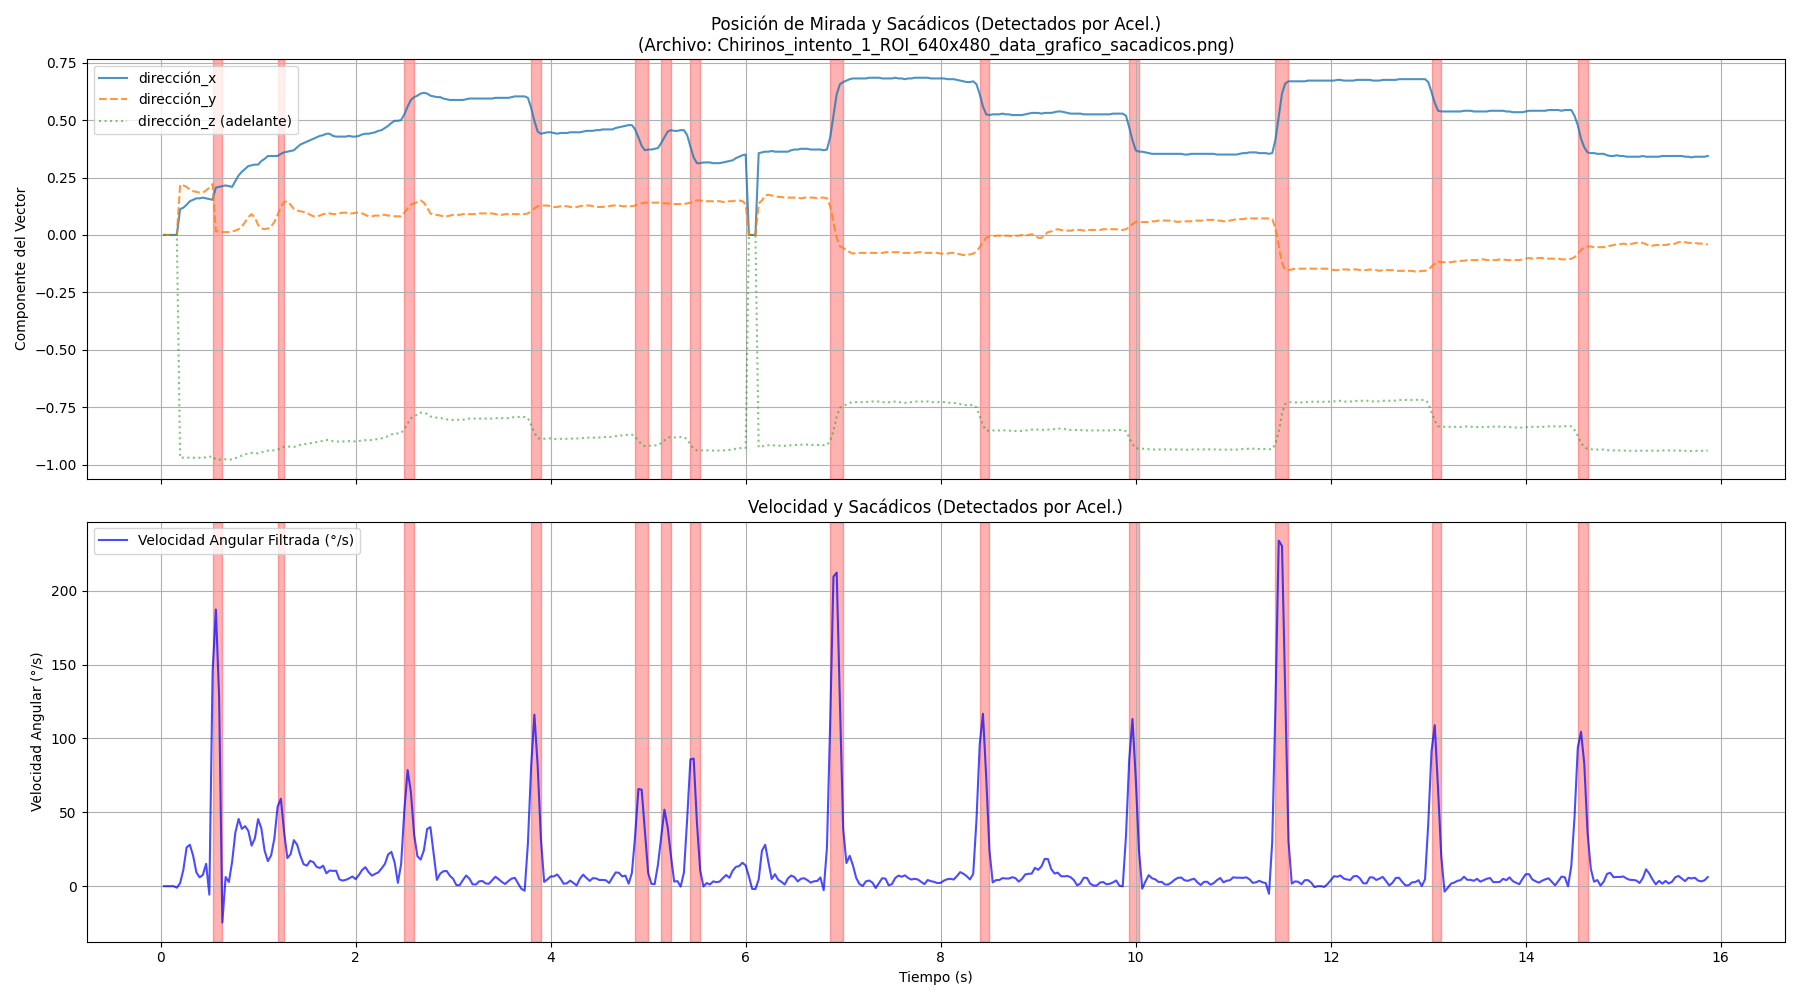 Posición de Mirada y Sacádicos (Detectados por Acel.)
(Archivo: Chirinos_intento_1_ROI_640x480_data_grafico_sacadicos.png)
Componente del Vector
0.75
0.50
0.25
0.00
−0.25
−0.50
−0.75
−1.00
dirección_x
dirección_y
dirección_z (adelante)
Velocidad y Sacádicos (Detectados por Acel.)
Velocidad Angular (°/s)
200
150
100
50
0
Velocidad Angular Filtrada (°/s)
0 2 4 6 8 10 12 14 16
Tiempo (s)